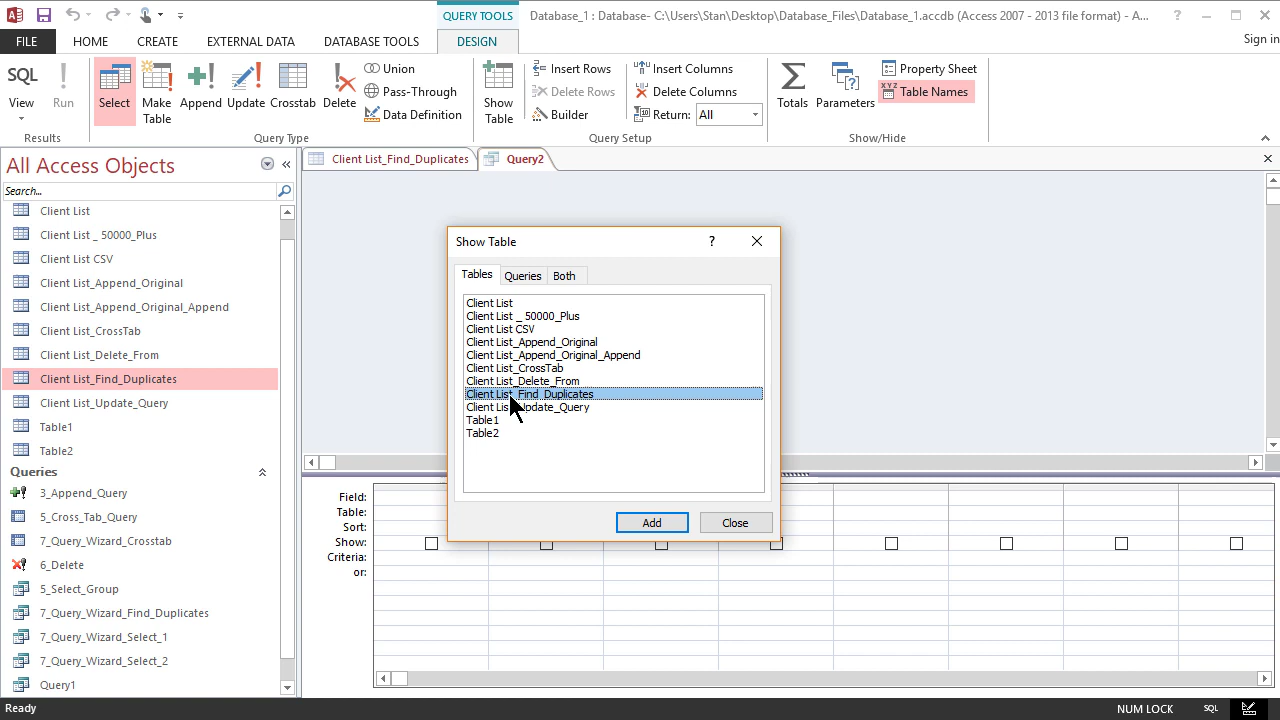 QUERY TOOLS
Database_1 : Database- C:\Users\Stan\Desktop\Database_Files\Database_1.accdb (Access 2007 - 2013 file format) - A...
?
FILE HOME CREATE EXTERNAL DATA DATABASE TOOLS DESIGN Sign in
SQL
View
Run
Results
Select
Make Table
Append
Update
Crosstab
Delete
Union
Pass-Through
Data Definition
Query Type
Show Table
Insert Rows
Delete Rows
Builder
Insert Columns
Delete Columns
Return: All
Query Setup
Totals
Parameters
Property Sheet
XYZ Table Names
Show/Hide
All Access Objects
Search...
Client List
Client List _ 50000_Plus
Client List CSV
Client List_Append_Original
Client List_Append_Original_Append
Client List_CrossTab
Client List_Delete_From
Client List_Find_Duplicates
Client List_Update_Query
Table1
Table2
Queries
3_Append_Query
5_Cross_Tab_Query
7_Query_Wizard_Crosstab
6_Delete
5_Select_Group
7_Query_Wizard_Find_Duplicates
7_Query_Wizard_Select_1
7_Query_Wizard_Select_2
Query1
Client List_Find_Duplicates
Query2
Show Table
?
Tables Queries Both
Client List
Client List _ 50000_Plus
Client List CSV
Client List_Append_Original
Client List_Append_Original_Append
Client List_CrossTab
Client List_Delete_From
Client List_Find_Duplicates
Client List_Update_Query
Table1
Table2
Add Close
Field:
Table:
Sort:
Show:
Criteria:
or:
Ready
NUM LOCK
SQL